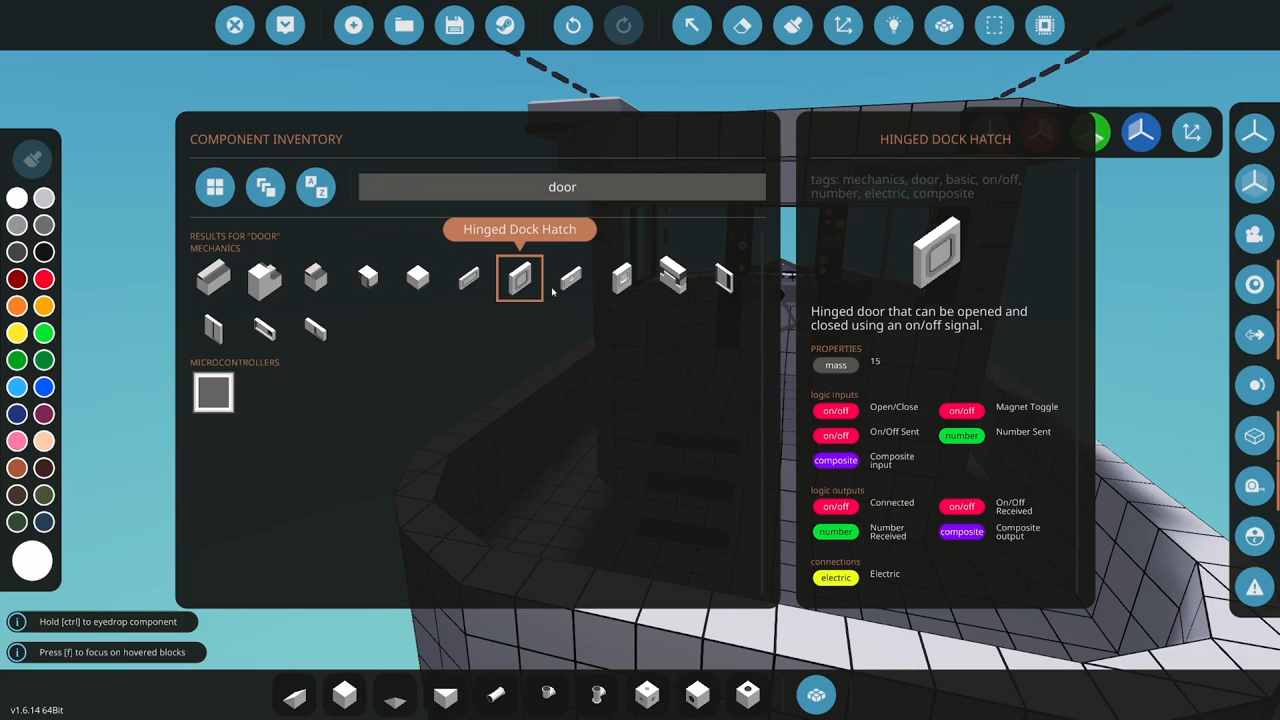 COMPONENT INVENTORY
door
Hinged Dock Hatch
RESULTS FOR "DOOR"
MECHANICS
MICROCONTROLLERS
HINGED DOCK HATCH
tags: mechanics, door, basic, on/off,
number, electric, composite
Hinged door that can be opened and
closed using an on/off signal.
PROPERTIES
mass 15
logic inputs
on/off Open/Close on/off Magnet Toggle
on/off On/Off Sent number Number Sent
composite Composite
input
logic outputs
on/off Connected on/off On/Off
Received
number Number
Received composite Composite
output
connections
electric Electric
Hold [ctrl] to eyedrop component
Press [f] to focus on hovered blocks
v1.6.14 64Bit